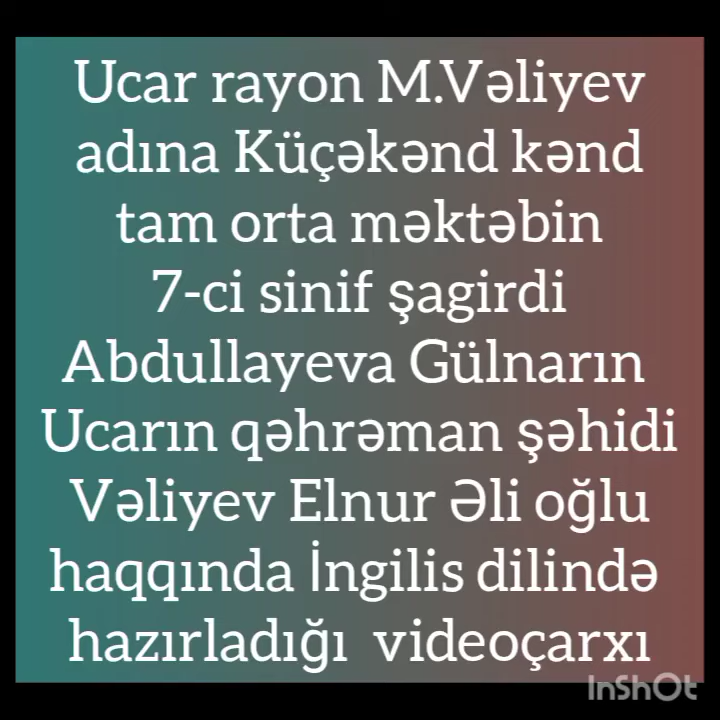 Ucar rayon M.Vəliyev
adına Küçəkənd kənd
tam orta məktəbin
7-ci sinif şagirdi
Abdullayeva Gülnarın
Ucarın qəhrəman şəhidi
Vəliyev Elnur Əli oğlu
haqqında İngilis dilində
hazırladığı videoçarxı
InShOt